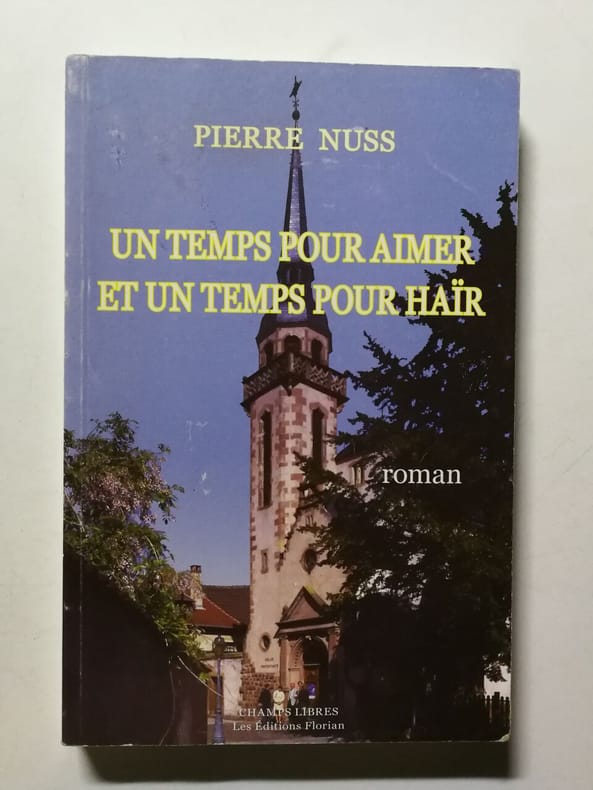 PIERRE NUSS
UN TEMPS POUR AIMER
ET UN TEMPS POUR HAÏR
roman
CHAMPS LIBRES
Les Éditions Florian